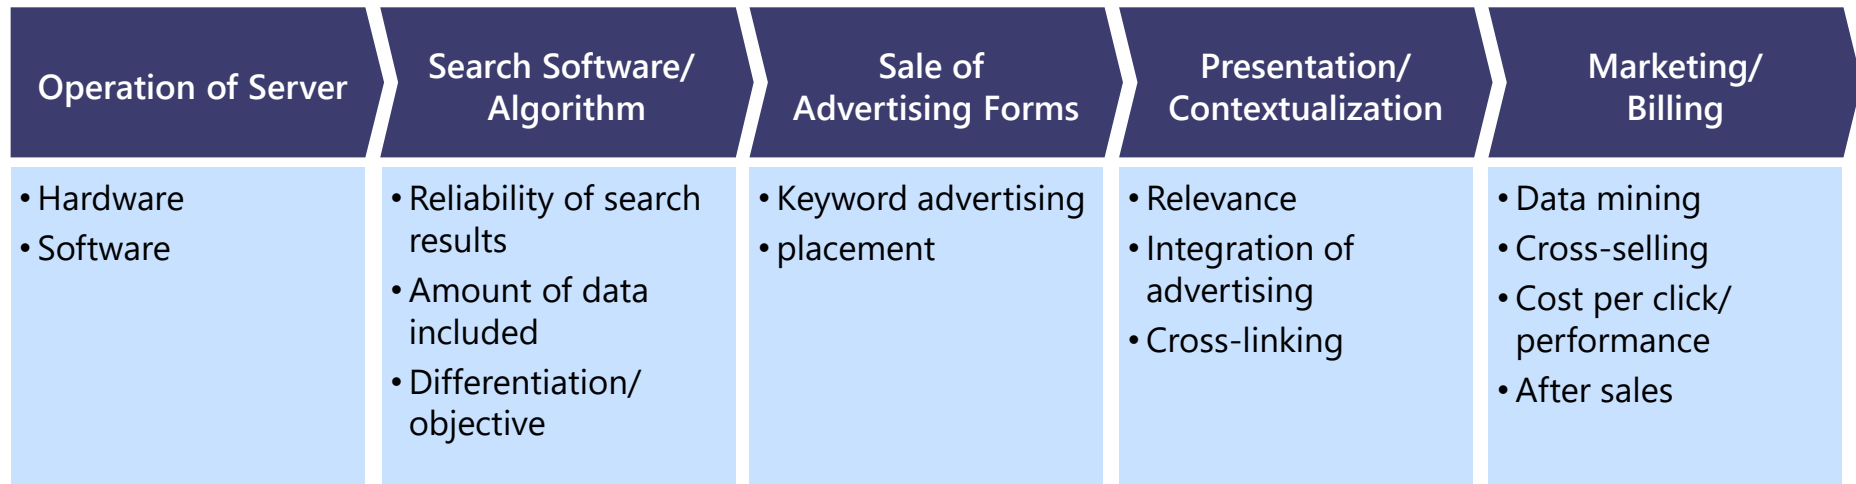 Operation of Server
Search Software/
Algorithm
Sale of
Advertising Forms
Presentation/
Contextualization
Marketing/
Billing
• Hardware
• Software
• Reliability of search
results
• Amount of data
included
• Differentiation/
objective
• Keyword advertising
• placement
• Relevance
• Integration of
advertising
• Cross-linking
• Data mining
• Cross-selling
• Cost per click/
performance
• After sales